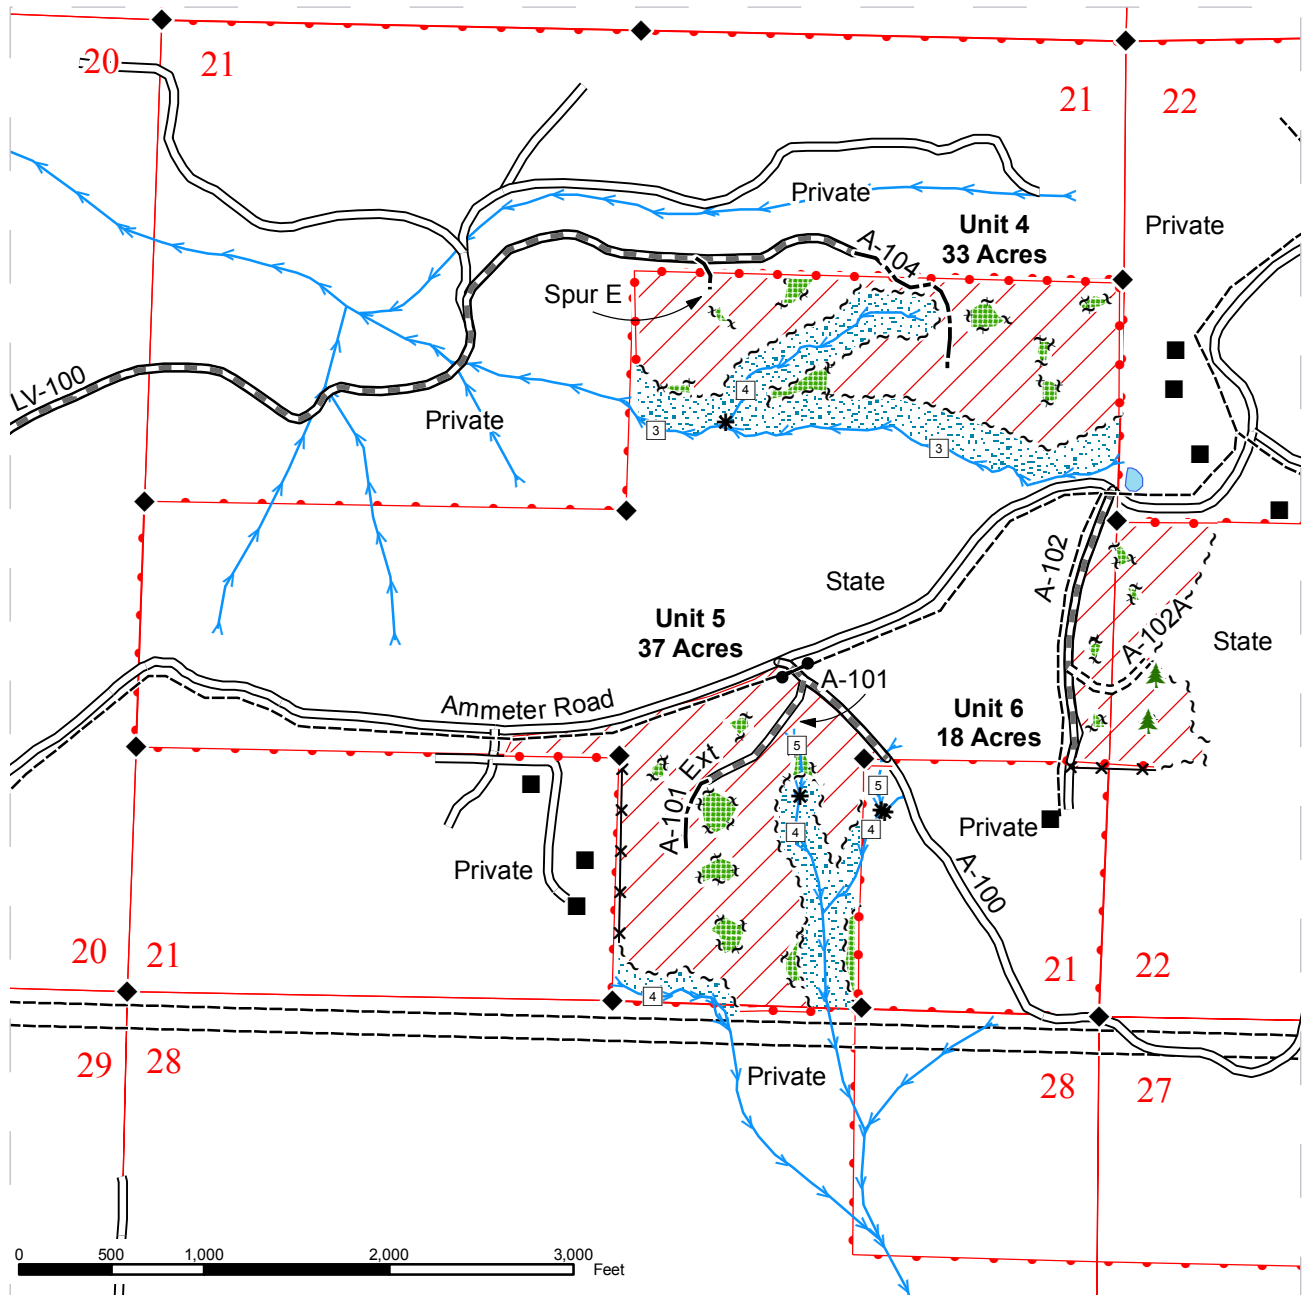 20
21
21
22
Private
Private
Unit 4
33 Acres
A-104
Spur E
LV-100
Private
4
3
3
A-102
State
Unit 5
37 Acres
A-102A
State
A-101
Ammeter Road
Unit 6
18 Acres
5
A-101 Ext
5
4
4
Private
Private
A-100
20
21
21
22
4
29
28
Private
28
27
0
500
1,000
2,000
3,000
Feet